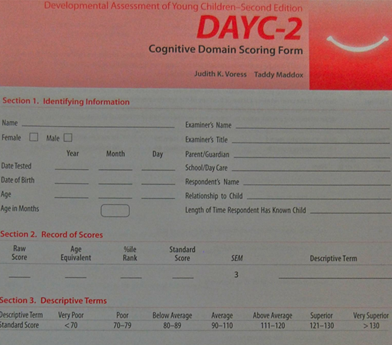 Developmental Assessment of Young Children–Second Edition
DAYC-2
Cognitive Domain Scoring Form
Judith K. Voress Taddy Maddox
Section 1. Identifying Information
Name
Female Male
Year Month Day
Date Tested
Date of Birth
Age
Age in Months
Examiner's Name
Examiner's Title
Parent/Guardian
School/Day Care
Respondent's Name
Relationship to Child
Length of Time Respondent Has Known Child
Section 2. Record of Scores
Raw Score Age Equivalent %ile Rank Standard Score SEM Descriptive Term
3
Section 3. Descriptive Terms
Descriptive Term Very Poor Poor Below Average Average Above Average Superior Very Superior
Standard Score <70 70–79 80–89 90–110 111–120 121–130 >130